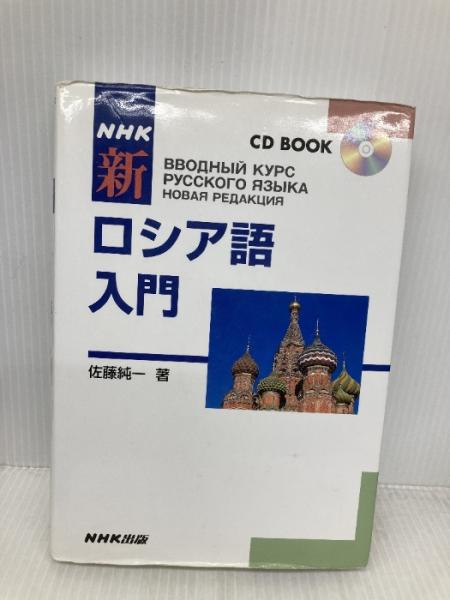 CD BOOK
NHK
新
ВВОДНЫЙ КУРС
РУССКОГО ЯЗЫКА
НОВАЯ РЕДАКЦИЯ
ロシア語
入門
佐藤純一 著
NHK出版